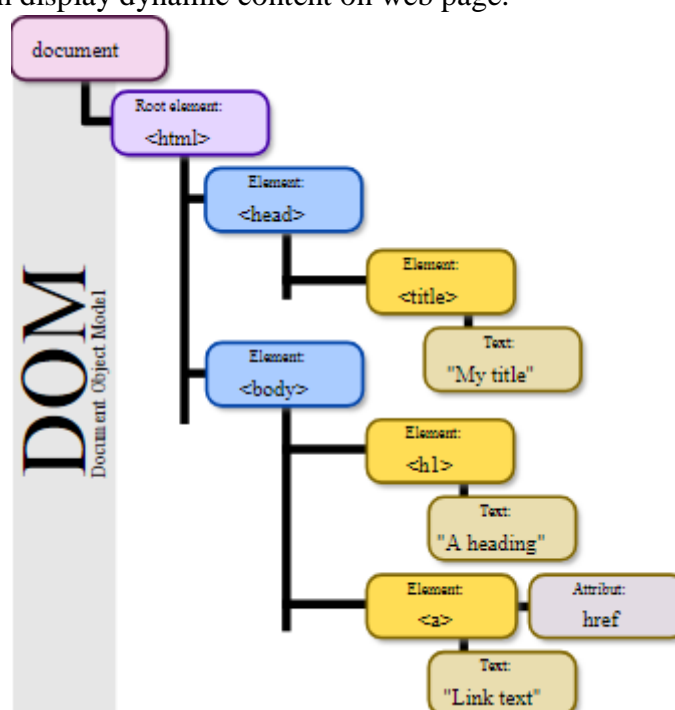 display dynamic content on web page.
document
Root element:
<html>
Element:
<head>
Element:
<title>
Text:
"My title"
Element:
<body>
Element:
<h1>
Text:
"A heading"
Element:
<a>
Attribut:
href
Text:
"Link text"
DOM
Document Object Model